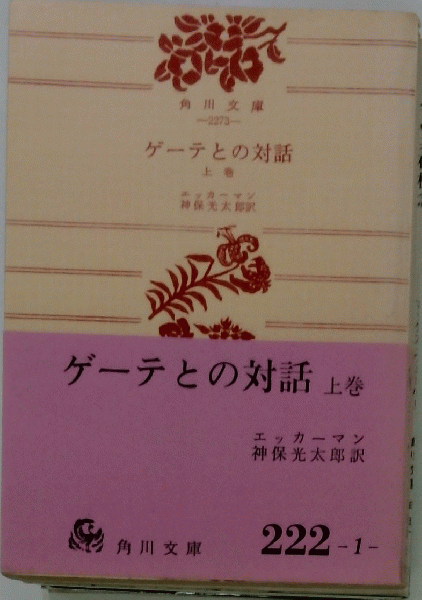 角川文庫
—2273—
ゲーテとの対話
上巻
エッカーマン
神保光太郎訳
ゲーテとの対話 上巻
エッカーマン
神保光太郎訳
角川文庫 222 -1-